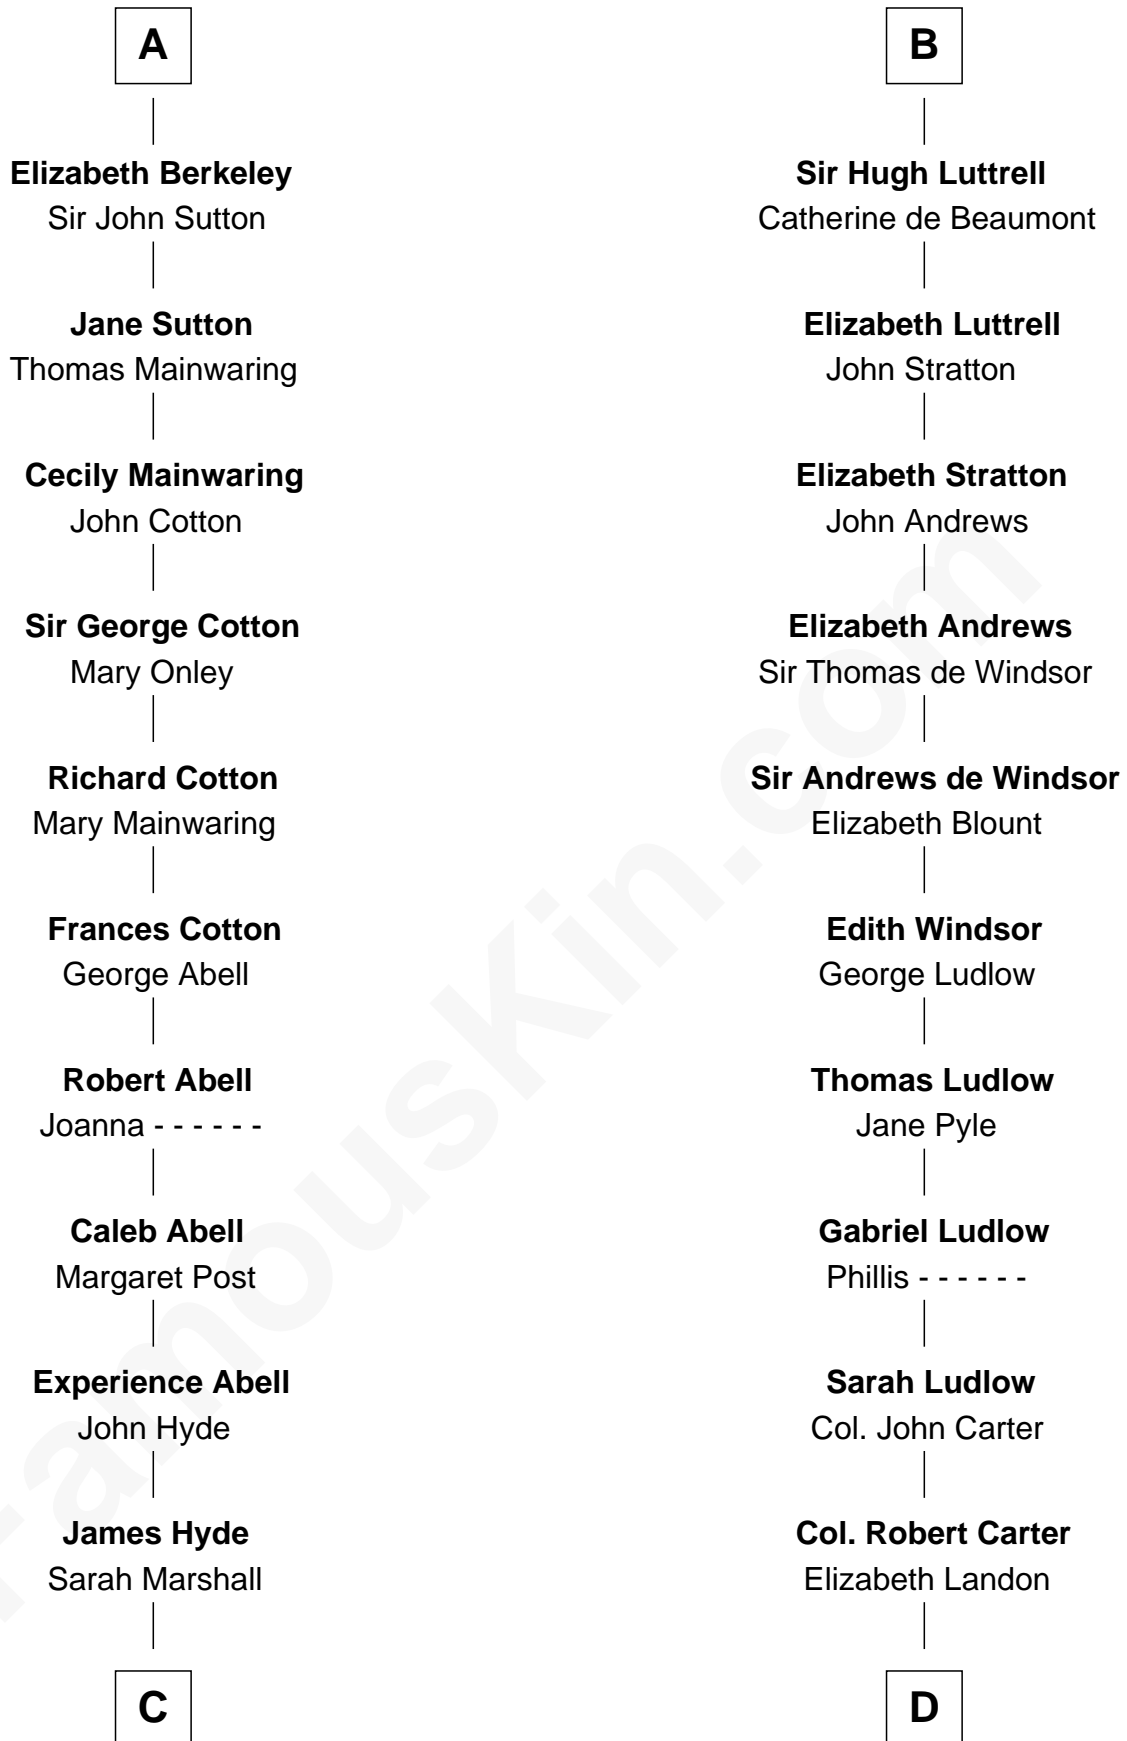 A
Elizabeth Berkeley
Sir John Sutton
Jane Sutton
Thomas Mainwaring
Cecily Mainwaring
John Cotton
Sir George Cotton
Mary Onley
Richard Cotton
Mary Mainwaring
Frances Cotton
George Abell
Robert Abell
Joanna - - - - - -
Caleb Abell
Margaret Post
Experience Abell
John Hyde
James Hyde
Sarah Marshall
C
B
Sir Hugh Luttrell
Catherine de Beaumont
Elizabeth Luttrell
John Stratton
Elizabeth Stratton
John Andrews
Elizabeth Andrews
Sir Thomas de Windsor
Sir Andrews de Windsor
Elizabeth Blount
Edith Windsor
George Ludlow
Thomas Ludlow
Jane Pyle
Gabriel Ludlow
Phillis - - - - - -
Sarah Ludlow
Col. John Carter
Col. Robert Carter
Elizabeth Landon
D
FamousKin.com